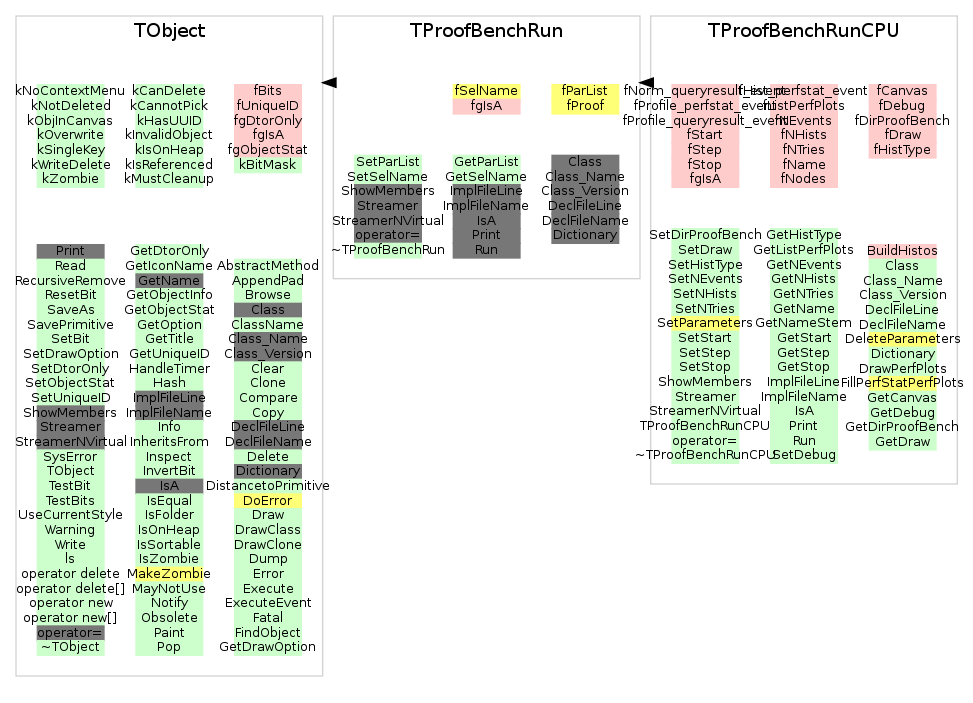 TObject
kNoContextMenu
kNotDeleted
kObjInCanvas
kOverwrite
kSingleKey
kWriteDelete
kZombie
kCanDelete
kCannotPick
kHasUUID
kInvalidObject
kIsOnHeap
kIsReferenced
kMustCleanup
fBits
fUniqueID
fgDtorOnly
fgIsA
fgObjectStat
kBitMask
Print
Read
RecursiveRemove
ResetBit
SaveAs
SavePrimitive
SetBit
SetDrawOption
SetDtorOnly
SetObjectStat
SetUniqueID
ShowMembers
Streamer
StreamerNVirtual
SysError
TObject
TestBit
TestBits
UseCurrentStyle
Warning
Write
ls
operator delete
operator delete[]
operator new
operator new[]
operator=
~TObject
GetDtorOnly
GetIconName
GetName
GetObjectInfo
GetObjectStat
GetOption
GetTitle
GetUniqueID
HandleTimer
Hash
ImplFileLine
ImplFileName
Info
InheritsFrom
Inspect
InvertBit
IsA
IsEqual
IsFolder
IsOnHeap
IsSortable
IsZombie
MakeZombie
MayNotUse
Notify
Obsolete
Paint
Pop
AbstractMethod
AppendPad
Browse
Class
ClassName
Class_Name
Class_Version
Clear
Clone
Compare
Copy
DeclFileLine
DeclFileName
Delete
Dictionary
DistancetoPrimitive
DoError
Draw
DrawClass
DrawClone
Dump
Error
Execute
ExecuteEvent
Fatal
FindObject
GetDrawOption
TProofBenchRun
fSelName
fgIsA
fParList
fProof
SetParList
SetSelName
ShowMembers
Streamer
StreamerNVirtual
operator=
~TProofBenchRun
GetParList
GetSelName
ImplFileLine
ImplFileName
IsA
Print
Run
Class
Class_Name
Class_Version
DeclFileLine
DeclFileName
Dictionary
TProofBenchRunCPU
fNorm_queryresult_event
fProfile_perfstat_event
fProfile_queryresult_event
fStart
fStep
fStop
fgIsA
fHist_perfstat_event
fListPerfPlots
fNEvents
fNHists
fNTries
fName
fNodes
fCanvas
fDebug
fDirProofBench
fDraw
fHistType
SetDirProofBench
SetDraw
SetHistType
SetNEvents
SetNHists
SetNTries
SetParameters
SetStart
SetStep
SetStop
ShowMembers
Streamer
StreamerNVirtual
TProofBenchRunCPU
operator=
~TProofBenchRunCPU
GetHistType
GetListPerfPlots
GetNEvents
GetNHists
GetNTries
GetName
GetNameStem
GetStart
GetStep
GetStop
ImplFileLine
ImplFileName
IsA
Print
Run
SetDebug
BuildHistos
Class
Class_Name
Class_Version
DeclFileLine
DeclFileName
DeleteParameters
Dictionary
DrawPerfPlots
FillPerfStatPerfPlots
GetCanvas
GetDebug
GetDirProofBench
GetDraw